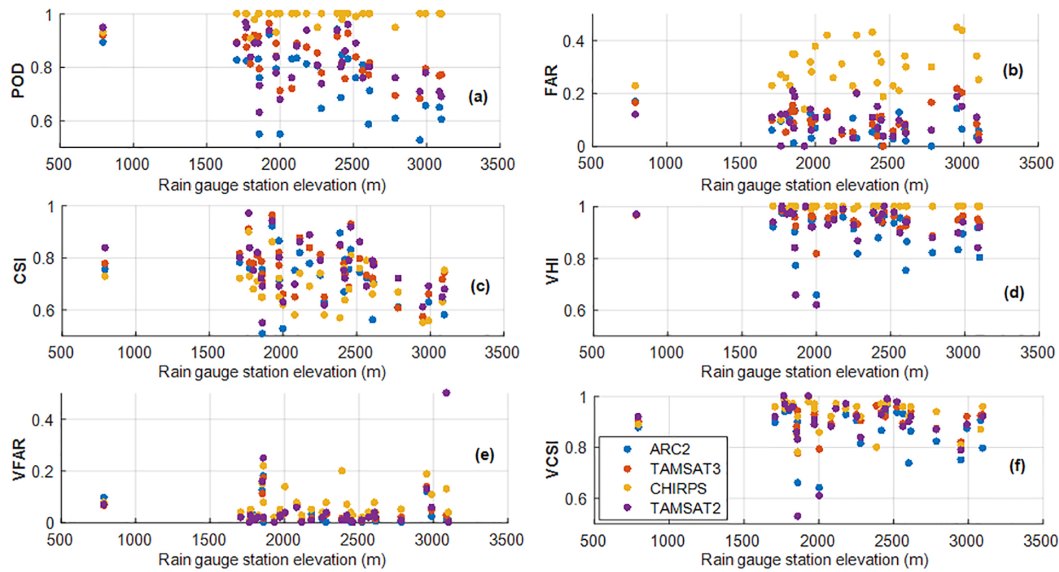 1
0.8
0.6
POD
(a)
500 1000 1500 2000 2500 3000 3500
Rain gauge station elevation (m)
0.4
0.2
0
FAR
(b)
500 1000 1500 2000 2500 3000 3500
Rain gauge station elevation (m)
1
0.8
0.6
CSI
(c)
500 1000 1500 2000 2500 3000 3500
Rain gauge station elevation (m)
1
0.8
0.6
VHI
(d)
500 1000 1500 2000 2500 3000 3500
Rain gauge station elevation (m)
0.4
0.2
0
VFAR
(e)
500 1000 1500 2000 2500 3000 3500
Rain gauge station elevation (m)
1
0.8
0.6
VCSI
(f)
ARC2
TAMSAT3
CHIRPS
TAMSAT2
500 1000 1500 2000 2500 3000 3500
Rain gauge station elevation (m)